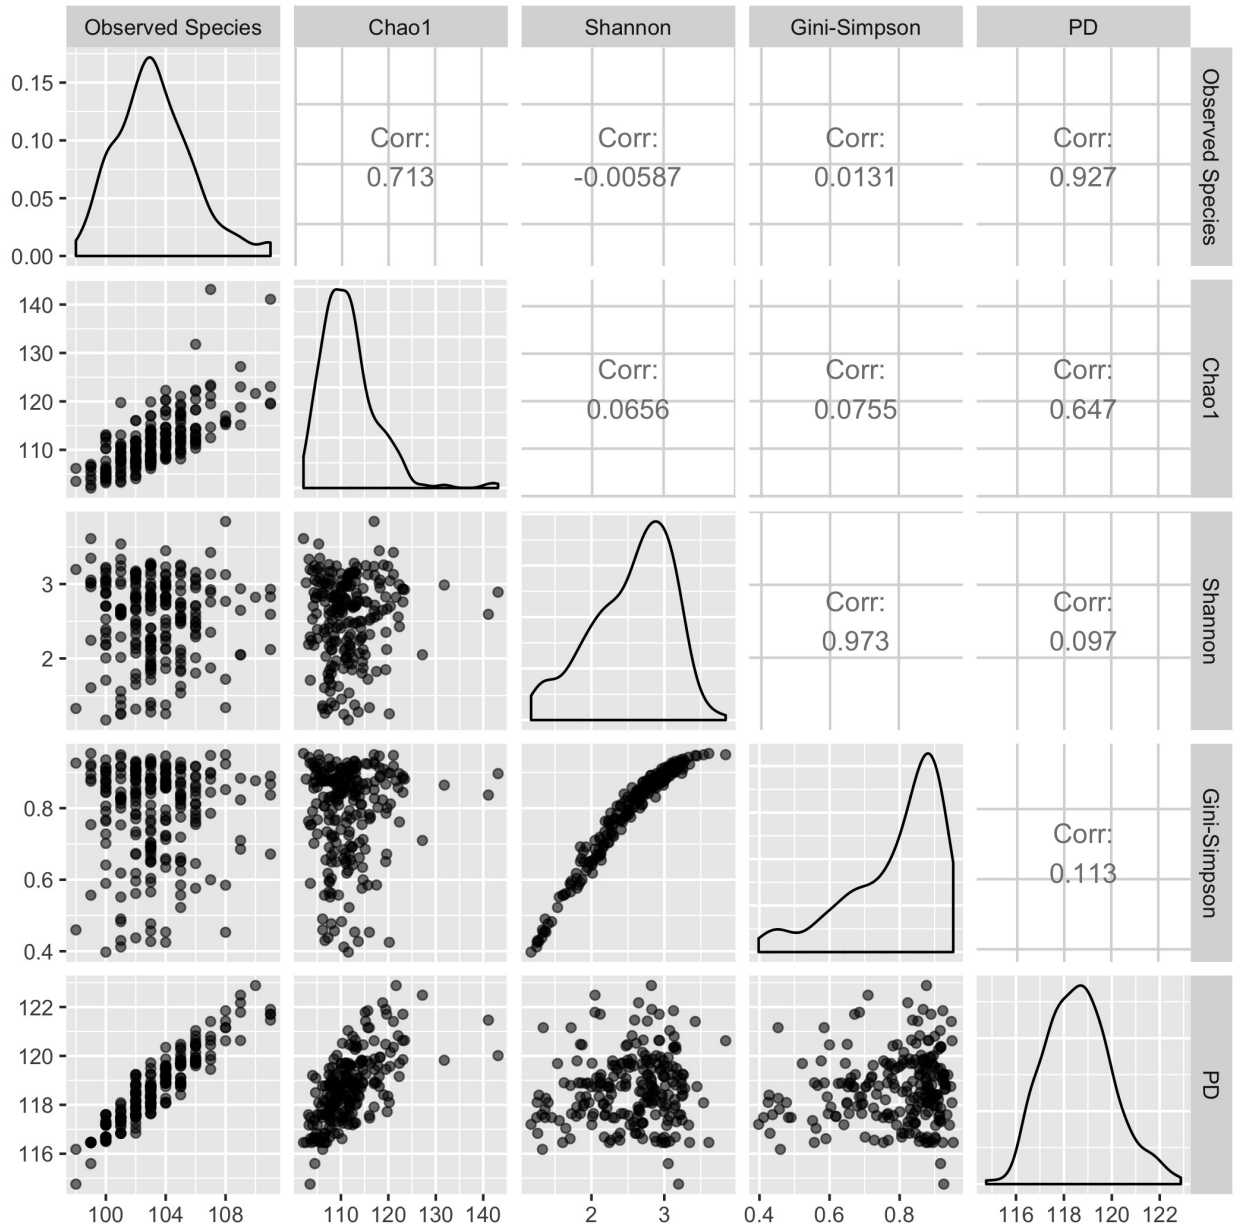 Observed Species Chao1 Shannon Gini-Simpson PD
0.15
0.10
0.05
0.00
Corr:
0.713
Corr:
-0.00587
Corr:
0.0131
Corr:
0.927
Observed Species
140
130
120
110
Corr:
0.0656
Corr:
0.0755
Corr:
0.647
Chao1
3
2
Corr:
0.973
Corr:
0.097
Shannon
0.8
0.6
0.4
Corr:
0.113
Gini-Simpson
122
120
118
116
PD
100 104 108 110 120 130 140 2 3 0.4 0.6 0.8 116 118 120 122